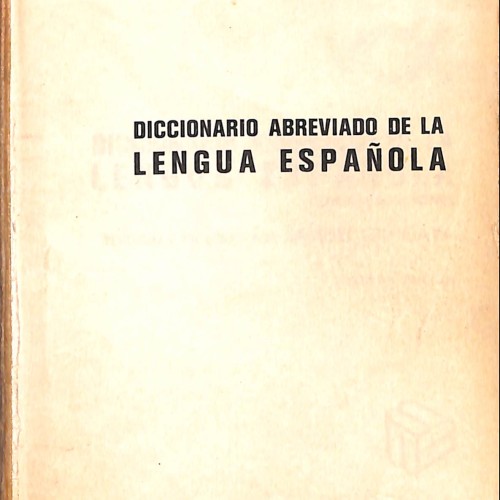 DICCIONARIO ABREVIADO DE LA
LENGUA ESPAÑOLA